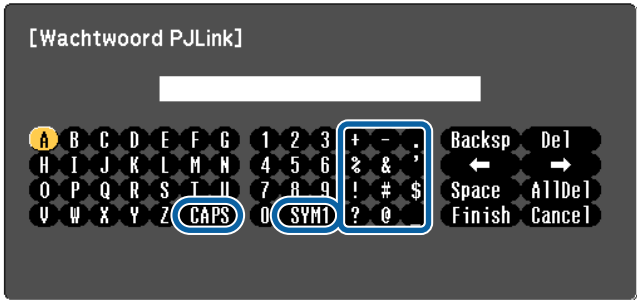 [Wachtwoord PJLink]
A B C D E F G 1 2 3 + - . Backsp Del
H I J K L M N 4 5 6 % & ' ← →
O P Q R S T U 7 8 9 ! # $ Space AllDel
V W X Y Z CAPS 0 SYM1 ? @ _ Finish Cancel